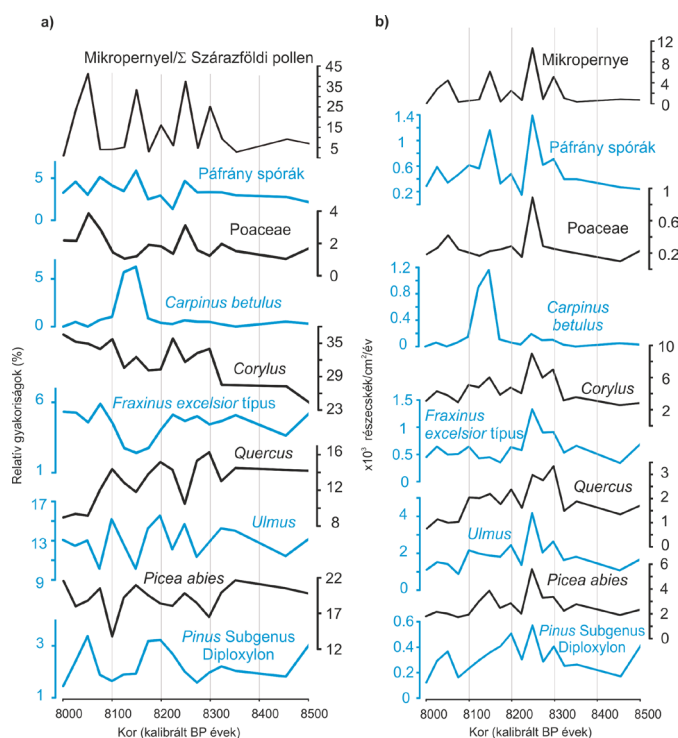 a)
Mikropernyel/Σ Szárazföldi pollen
45
35
25
15
5
Páfrány spórák
5
0
Poaceae
4
2
0
Carpinus betulus
5
0
Corylus
35
29
23
Fraxinus excelsior típus
6
1
Quercus
16
12
8
Ulmus
17
13
9
Picea abies
22
17
12
Pinus Subgenus
Diploxylon
3
1
Relatív gyakoriságok (%)
8000 8100 8200 8300 8400 8500
Kor (kalibrált BP évek)
b)
Mikropernye
12
8
6
4
0
Páfrány spórák
1.4
1
0.6
0.2
Poaceae
1
0.6
0.2
Carpinus
betulus
1.2
0.8
0.4
0
Corylus
10
8
6
4
2
Fraxinus
excelsior típus
1.5
1.0
0.5
0
Quercus
3
2
1
0
Ulmus
4
2
0
Picea abies
6
4
2
0
Pinus Subgenus
Diploxylon
0.6
0.4
0.2
0
x10³ részecskék/cm²/év
8000 8100 8200 8300 8400 8500
Kor (kalibrált BP évek)